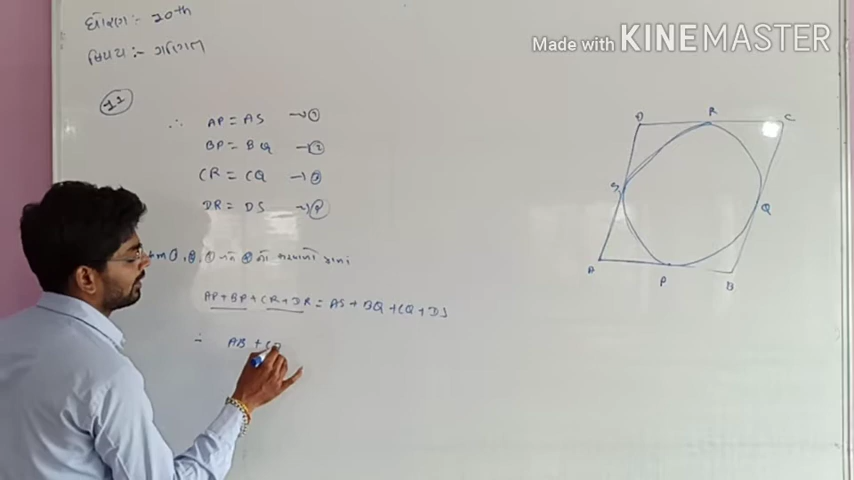 ધોરણ :- 10th
વિષય :- ગણિત
Made with KINEMASTER
∴ AP = AS → ①
BP = BQ → ②
CR = CQ → ③
DR = DS → ④
AP + BP + CR + DR = AS + BQ + CQ + DS
∴ AB + CD
D R C
S Q
A P B